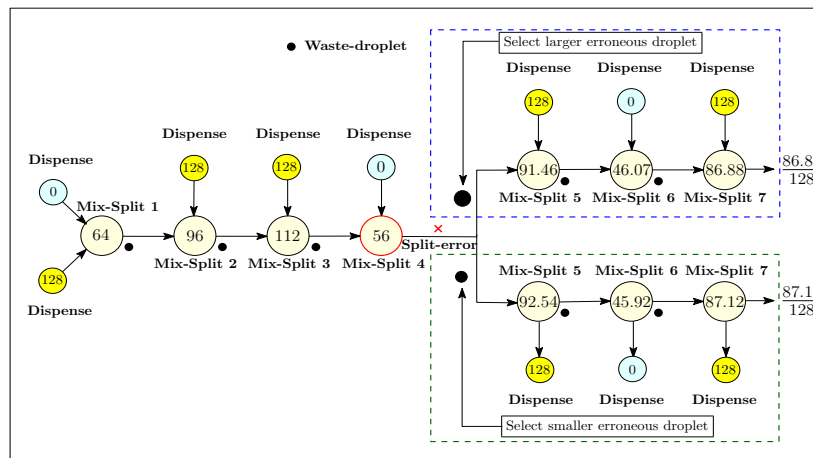 Waste-droplet
Select larger erroneous droplet
Dispense Dispense Dispense
128 0 128
Dispense Dispense Dispense
Dispense
128 128 0
0
91.46 46.07 86.88
86.8
128
Mix-Split 5 Mix-Split 6 Mix-Split 7
Mix-Split 1
64 96 112 56
Split-error
Mix-Split 2 Mix-Split 3 Mix-Split 4
128
Dispense
Mix-Split 5 Mix-Split 6 Mix-Split 7
92.54 45.92 87.12
87.1
128
128 0 128
Dispense Dispense Dispense
Select smaller erroneous droplet